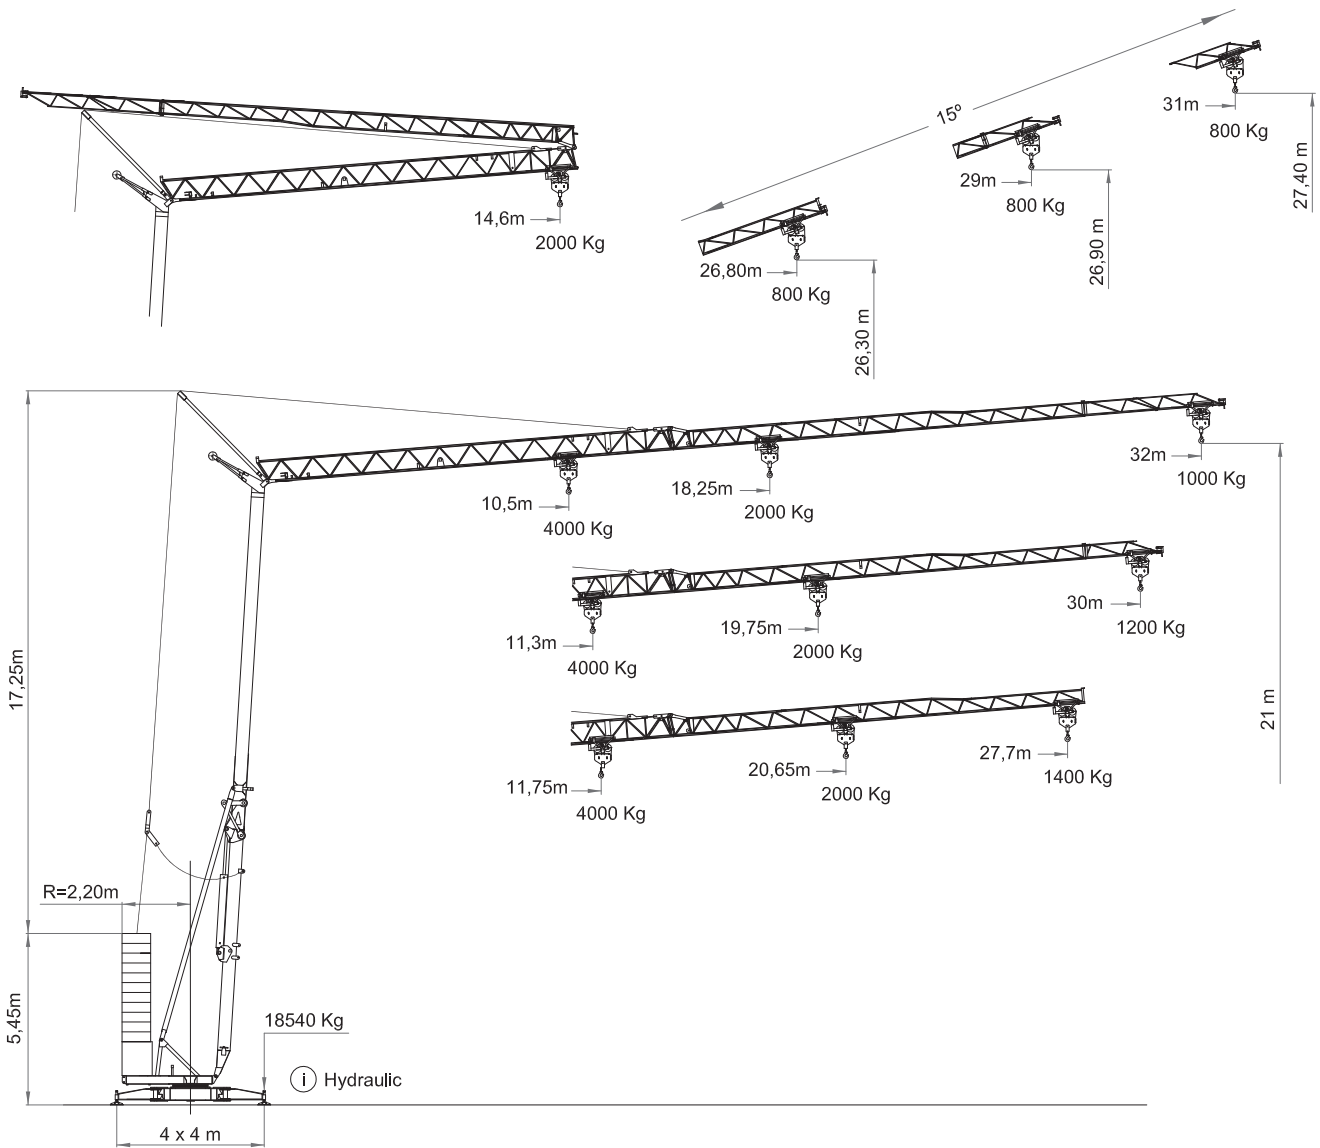 15º
31m
800 Kg
27,40 m
29m
800 Kg
26,90 m
26,80m
800 Kg
26,30 m
14,6m
2000 Kg
32m
1000 Kg
18,25m
2000 Kg
10,5m
4000 Kg
30m
1200 Kg
19,75m
2000 Kg
11,3m
4000 Kg
27,7m
1400 Kg
20,65m
2000 Kg
11,75m
4000 Kg
21 m
17,25m
R=2,20m
5,45m
18540 Kg
i Hydraulic
4 x 4 m